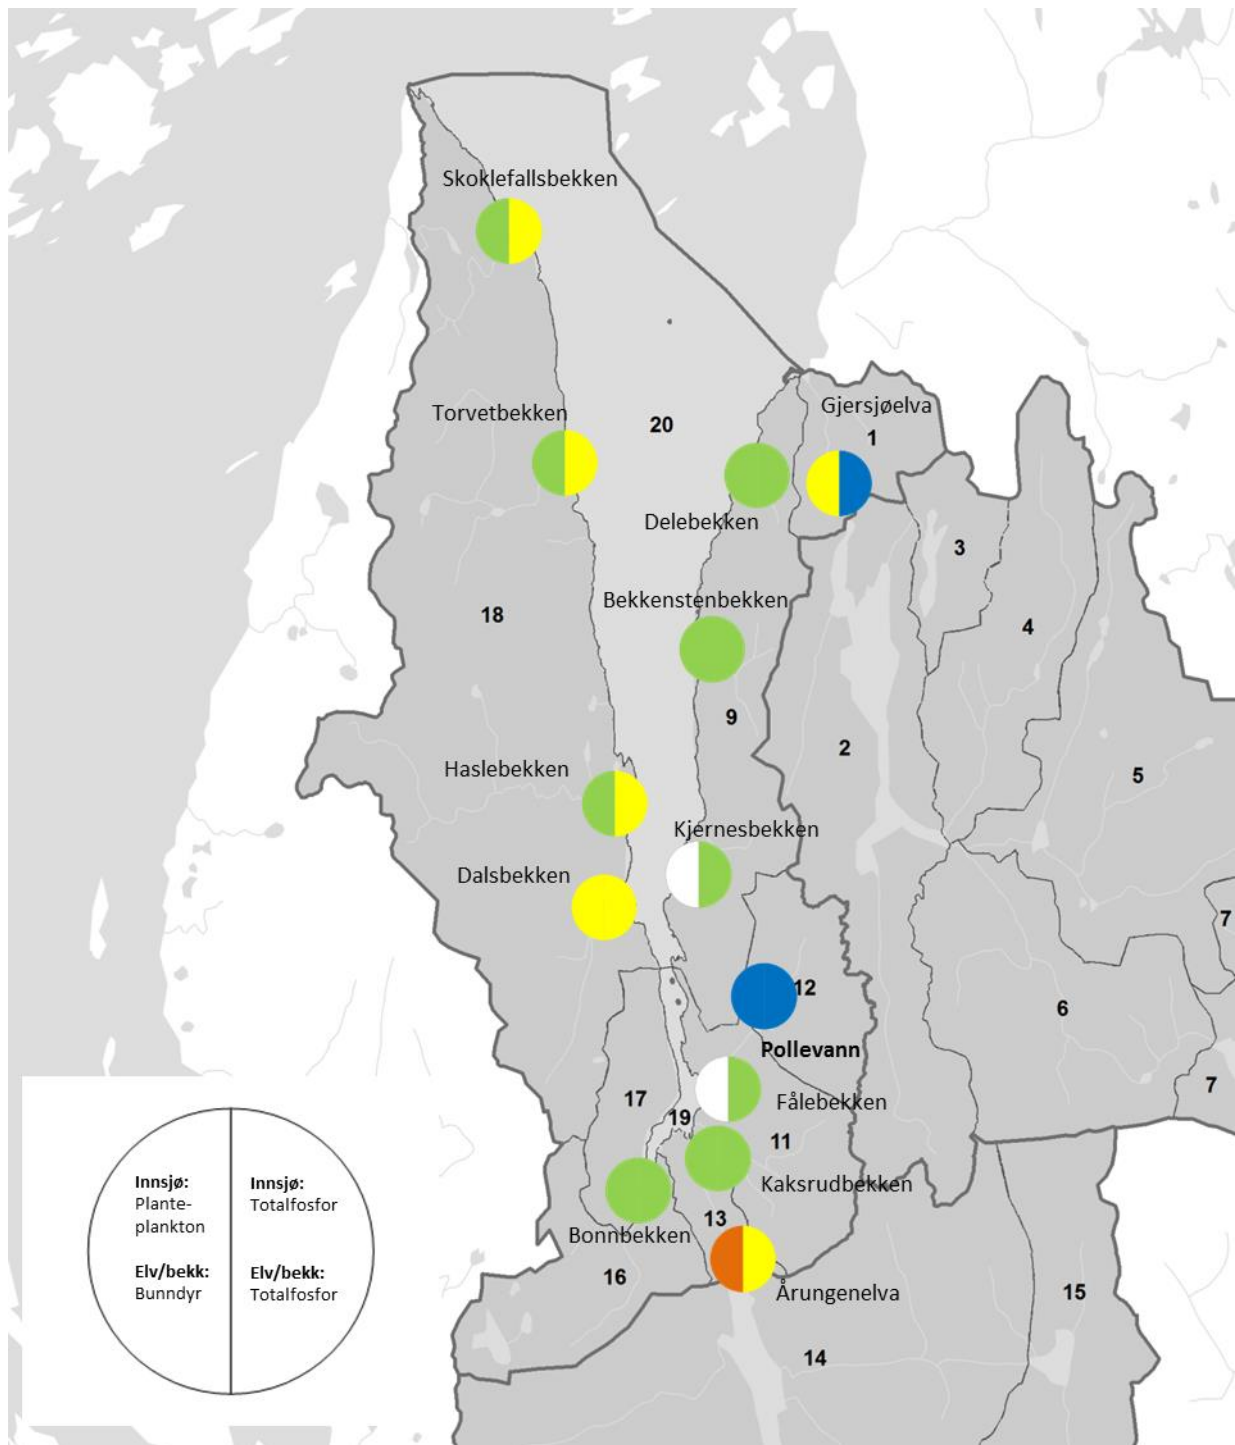 Skoklefallsbekken
Torvetbekken
20
Gjersjøelva
1
Delebekken
3
Bekkenstenbekken
18
4
9
2
Haslebekken
5
Kjernesbekken
Dalsbekken
7
12
6
Pollevann
17
Fålebekken
7
19
11
Kaksrudbekken
13
Bonnbekken
16
Årungenelva
15
14
Innsjø:
Plante-
plankton
Elv/bekk:
Bunndyr
Innsjø:
Totalfosfor
Elv/bekk:
Totalfosfor